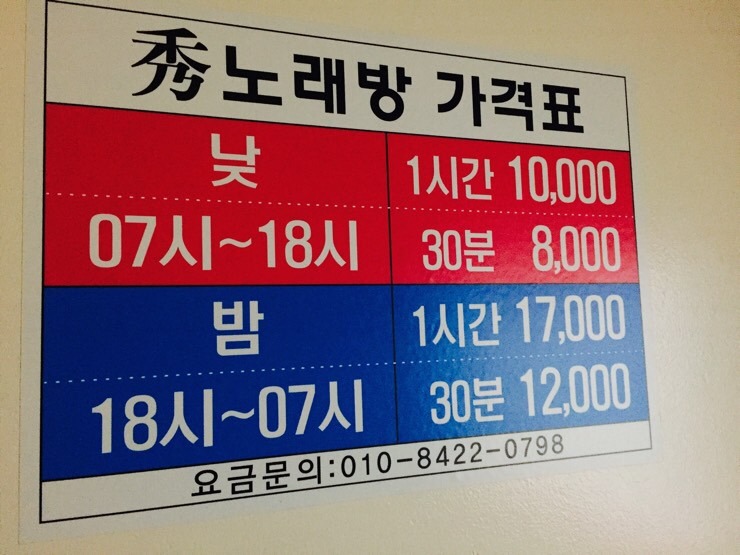 秀노래방 가격표
낮
1시간 10,000
07시~18시
30분 8,000
밤
1시간 17,000
18시~07시
30분 12,000
요금문의:010-8422-0798